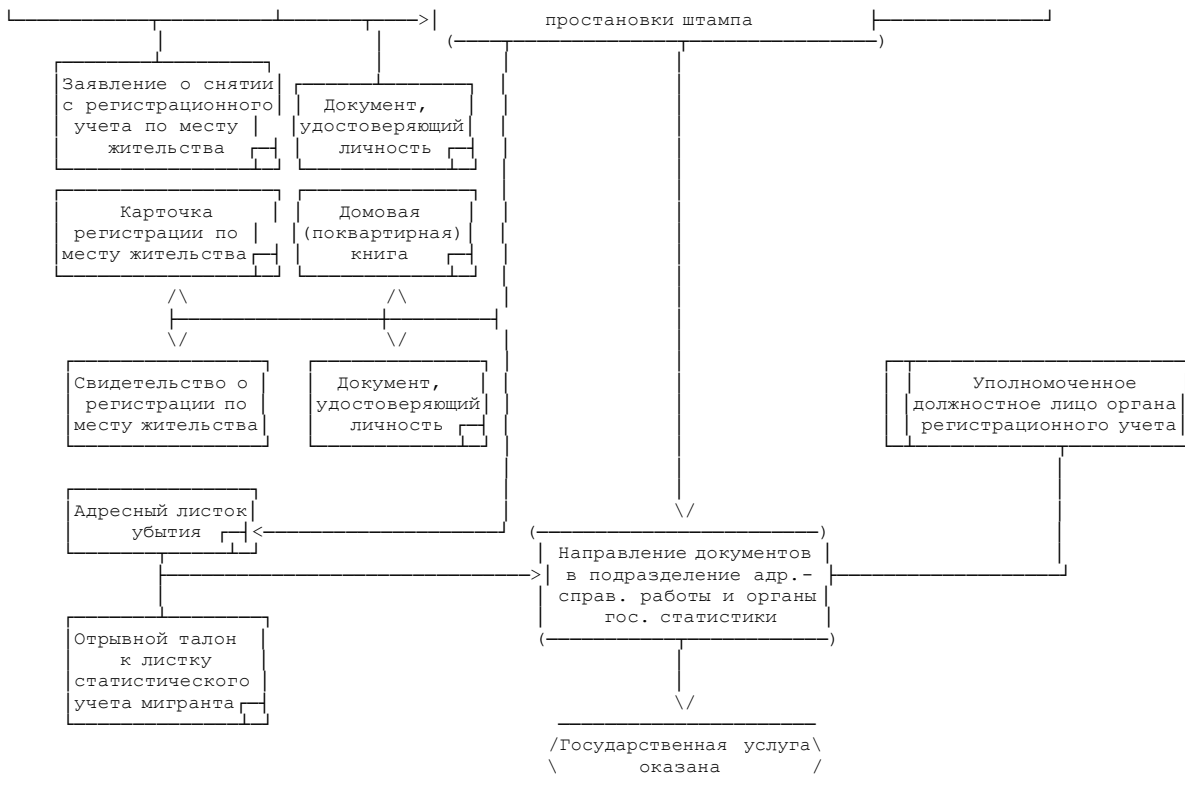 простановки штампа
Заявление о снятии
с регистрационного
учета по месту
жительства
Документ,
удостоверяющий
личность
Карточка
регистрации по
месту жительства
Домовая
(поквартирная)
книга
Свидетельство о
регистрации по
месту жительства
Документ,
удостоверяющий
личность
Уполномоченное
должностное лицо органа
регистрационного учета
Адресный листок
убытия
Направление документов
в подразделение адр.-
справ. работы и органы
гос. статистики
Отрывной талон
к листку
статистического
учета мигранта
Государственная услуга
оказана